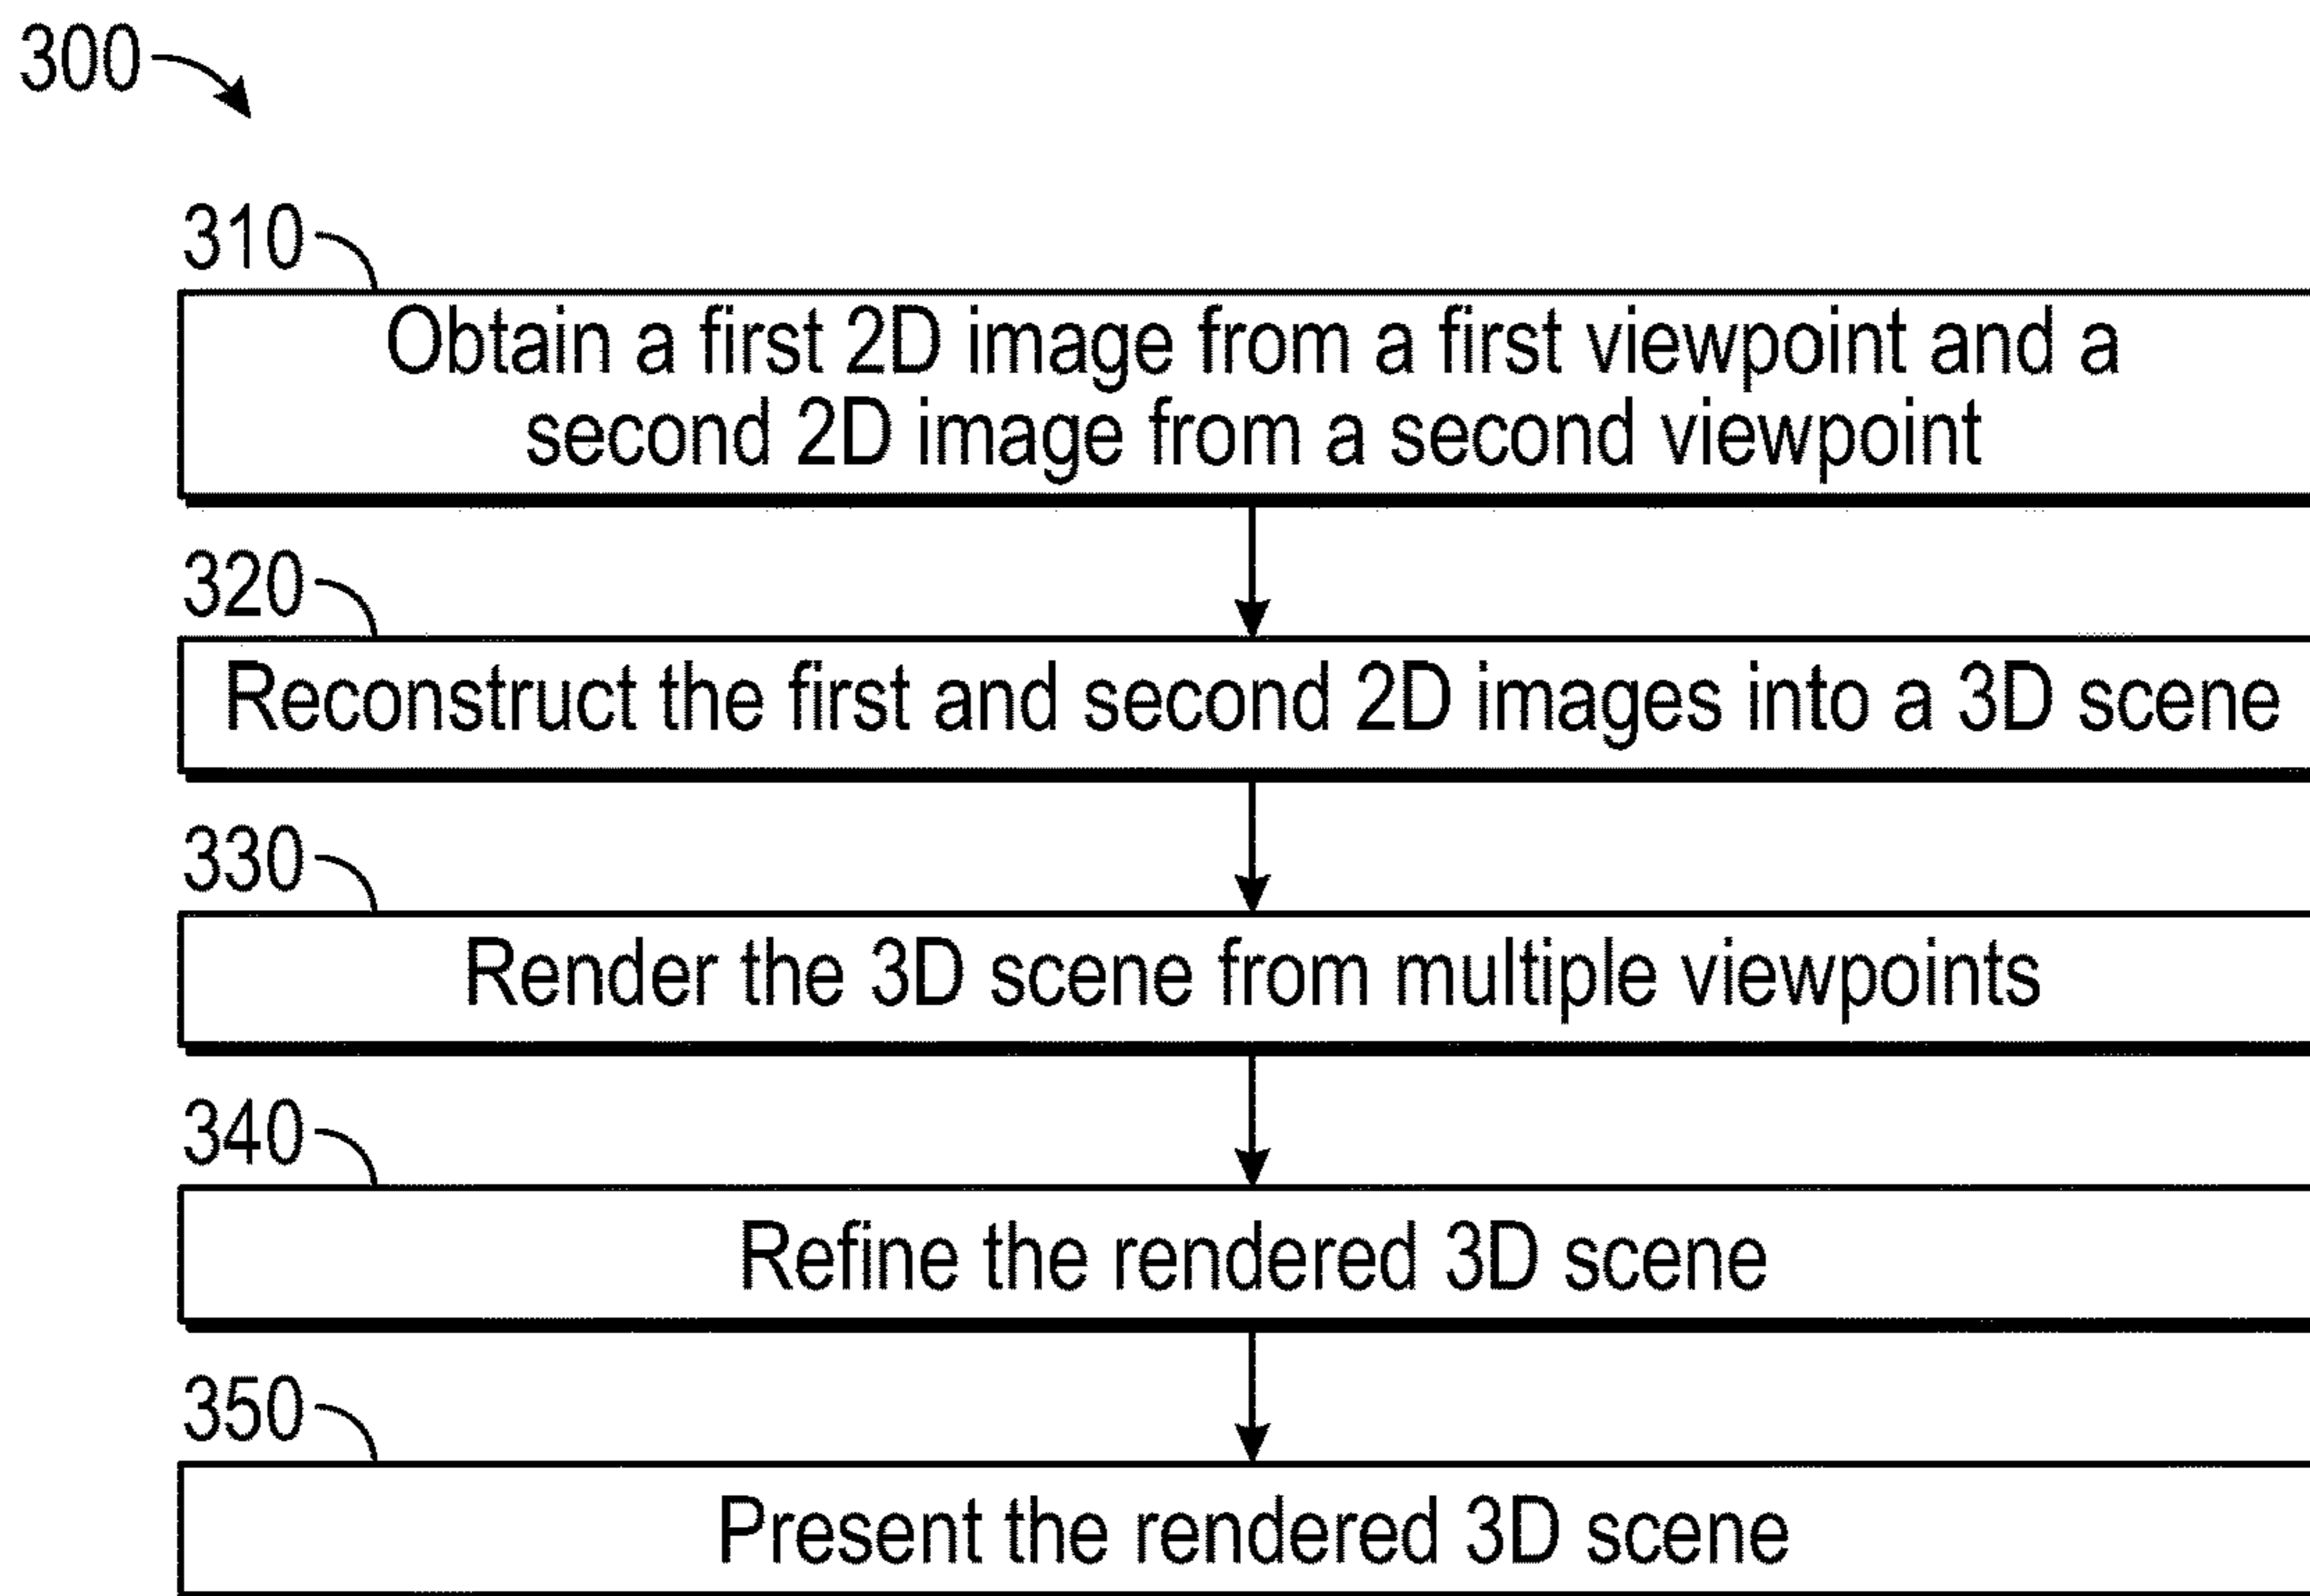 300
310
Obtain a first 2D image from a first viewpoint and a
second 2D image from a second viewpoint
320
Reconstruct the first and second 2D images into a 3D scene
330
Render the 3D scene from multiple viewpoints
340
Refine the rendered 3D scene
350
Present the rendered 3D scene